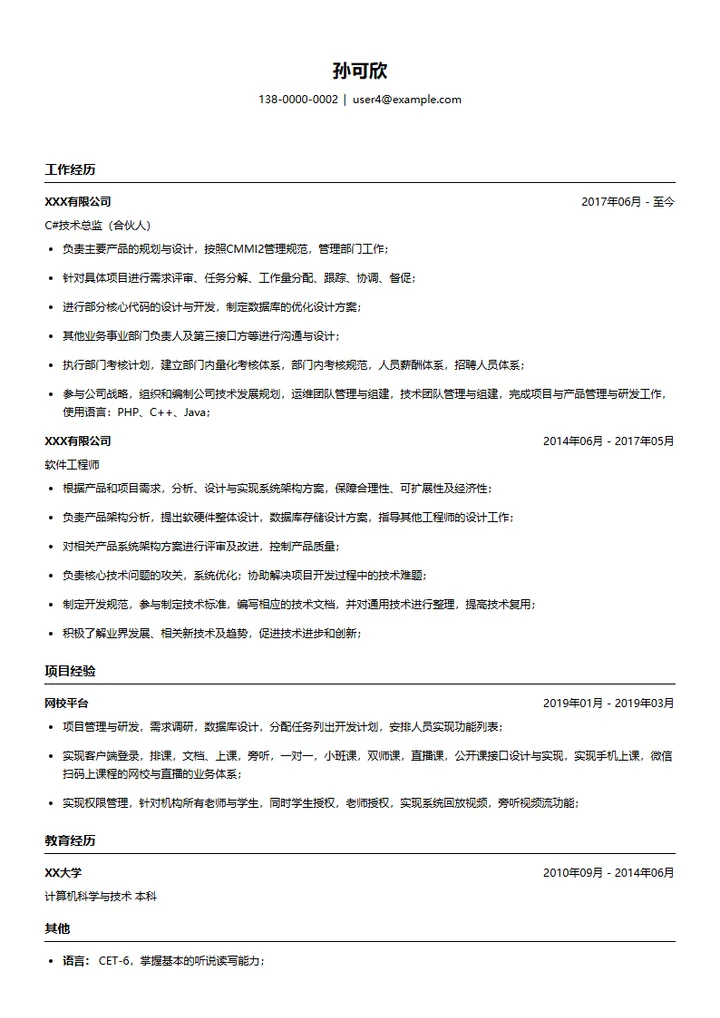 孙可欣
138-0000-0002 | user4@example.com
工作经历
XXX有限公司 2017年06月 - 至今
C#技术总监（合伙人）
• 负责主要产品的规划与设计，按照CMMI2管理规范，管理部门工作；
• 针对具体项目进行需求评审、任务分解、工作量分配、跟踪、协调、督促；
• 进行部分核心代码的设计与开发，制定数据库的优化设计方案；
• 其他业务事业部门负责人及第三接口方等进行沟通与设计；
• 执行部门考核计划，建立部门内量化考核体系，部门内考核规范，人员薪酬体系，招聘人员体系；
• 参与公司战略，组织和编制公司技术发展规划，运维团队管理与组建，技术团队管理与组建，完成项目与产品管理与研发工作，
使用语言：PHP、C++、Java；
XXX有限公司 2014年06月 - 2017年05月
软件工程师
• 根据产品和项目需求，分析、设计与实现系统架构方案，保障合理性、可扩展性及经济性；
• 负责产品架构分析，提出软硬件整体设计，数据库存储设计方案，指导其他工程师的设计工作；
• 对相关产品系统架构方案进行评审及改进，控制产品质量；
• 负责核心技术问题的攻关，系统优化；协助解决项目开发过程中的技术难题；
• 制定开发规范，参与制定技术标准，编写相应的技术文档，并对通用技术进行整理，提高技术复用；
• 积极了解业界发展、相关新技术及趋势，促进技术进步和创新；
项目经验
网校平台 2019年01月 - 2019年03月
• 项目管理与研发，需求调研，数据库设计，分配任务列出开发计划，安排人员实现功能列表；
• 实现客户端登录，排课，文档、上课，旁听，一对一，小班课，双师课，直播课，公开课接口设计与实现，实现手机上课，微信
扫码上课程的网校与直播的业务体系；
• 实现权限管理，针对机构所有老师与学生，同时学生授权，老师授权，实现系统回放视频，旁听视频流功能；
教育经历
XX大学 2010年09月 - 2014年06月
计算机科学与技术 本科
其他
• 语言： CET-6，掌握基本的听说读写能力；